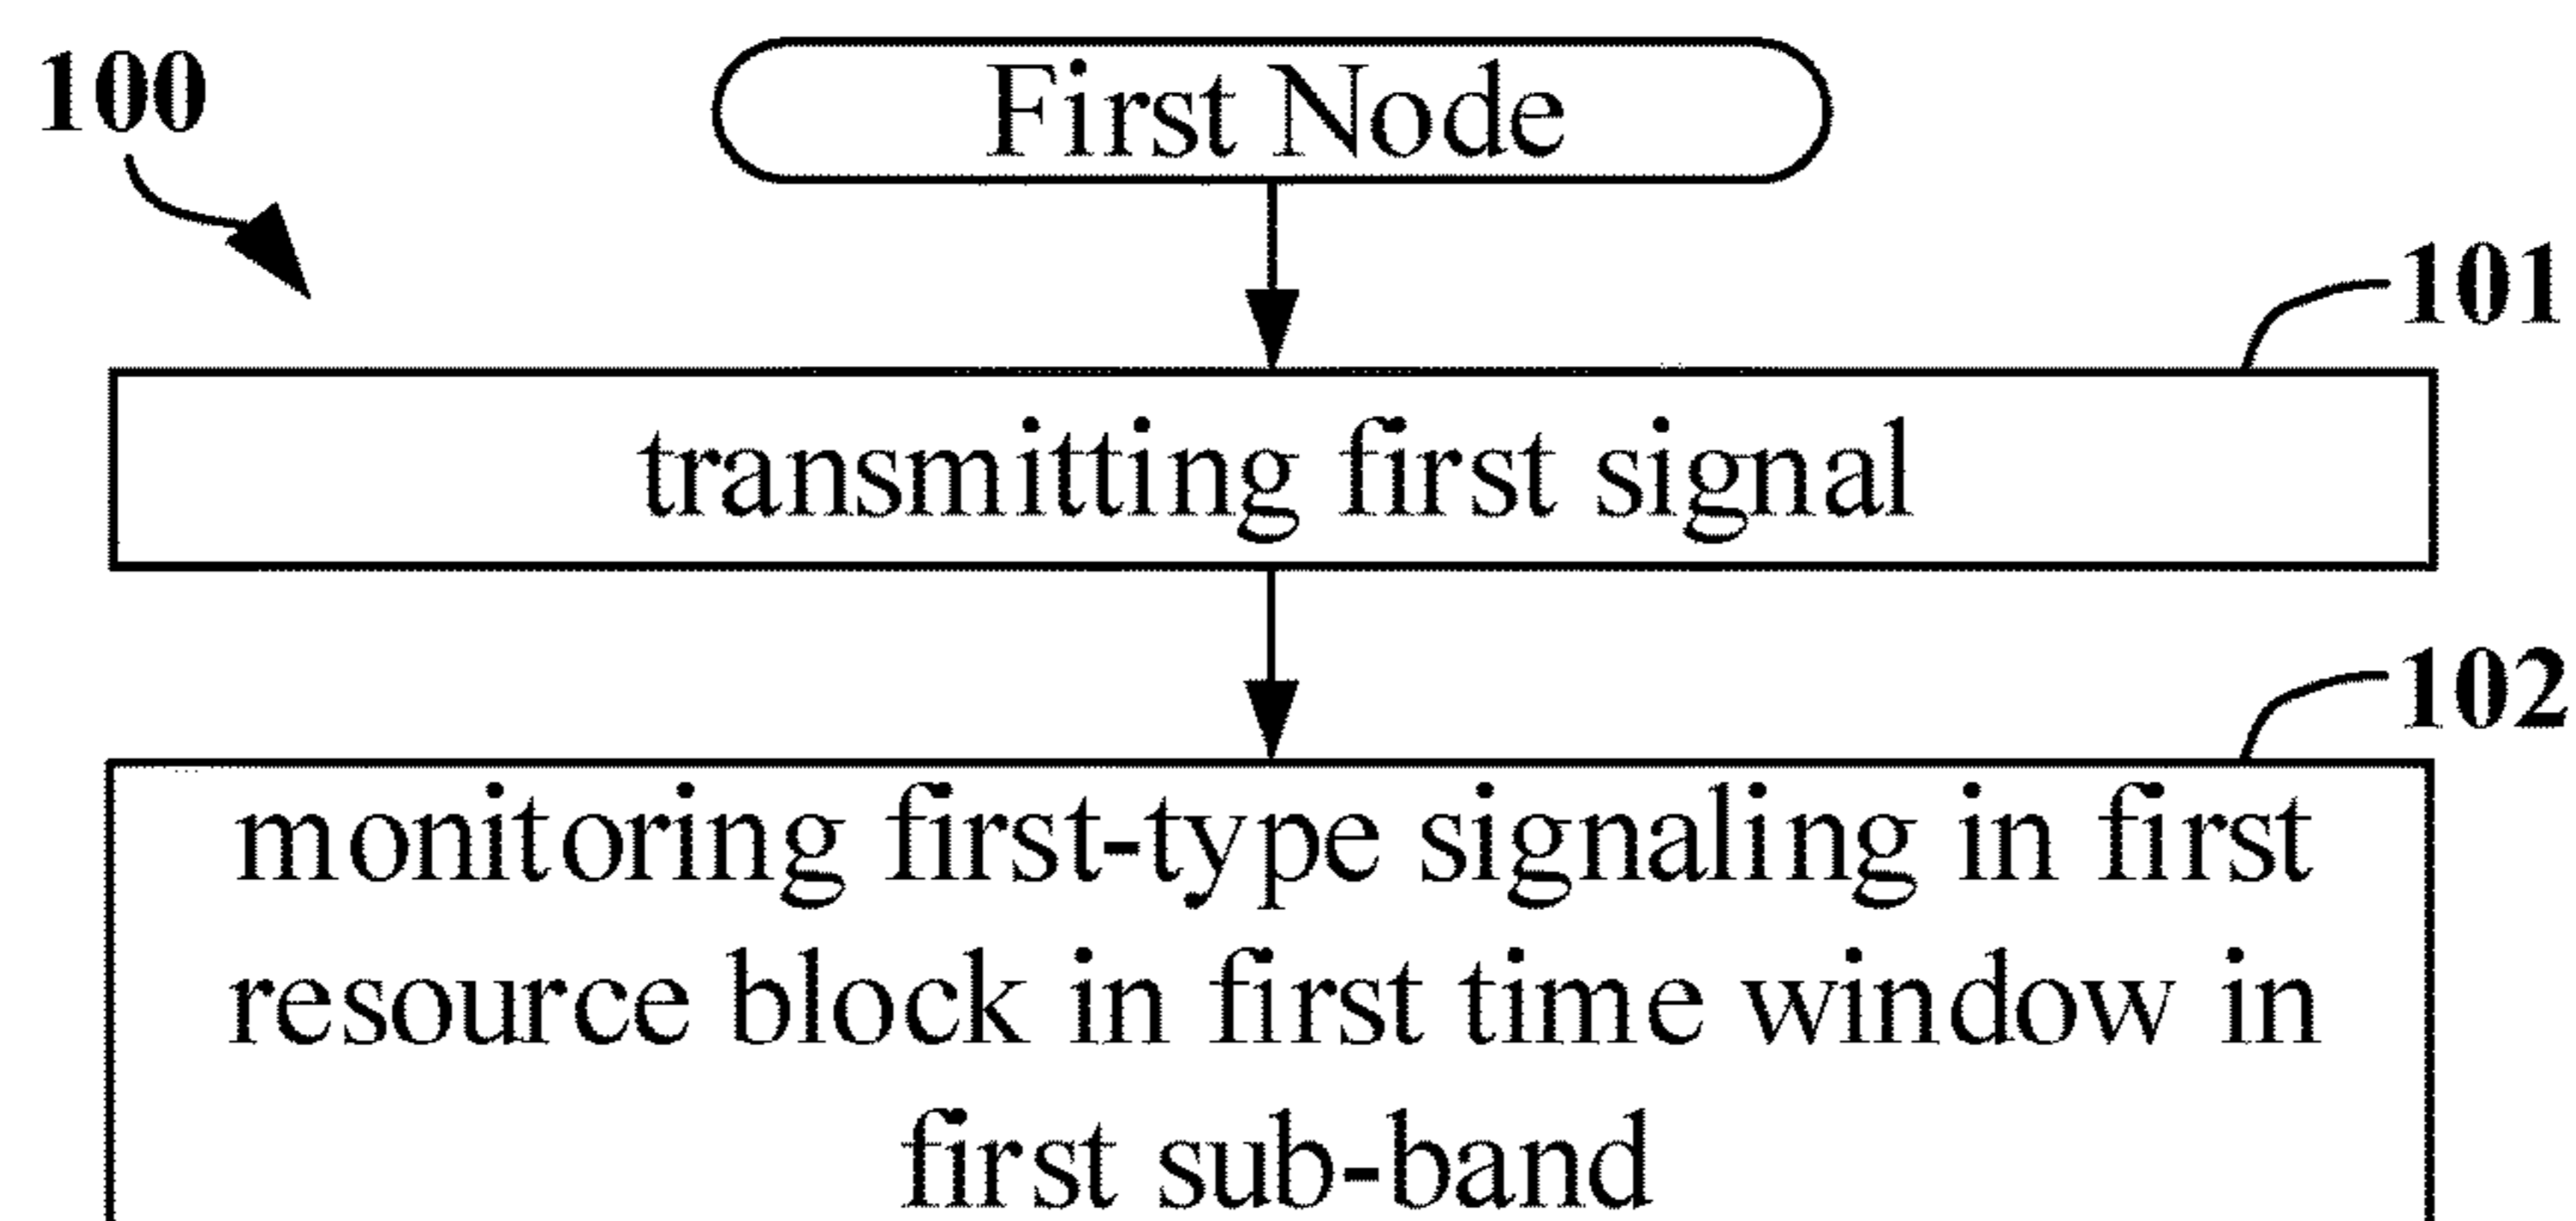 100
First Node
101
transmitting first signal
102
monitoring first-type signaling in first
resource block in first time window in
first sub-band